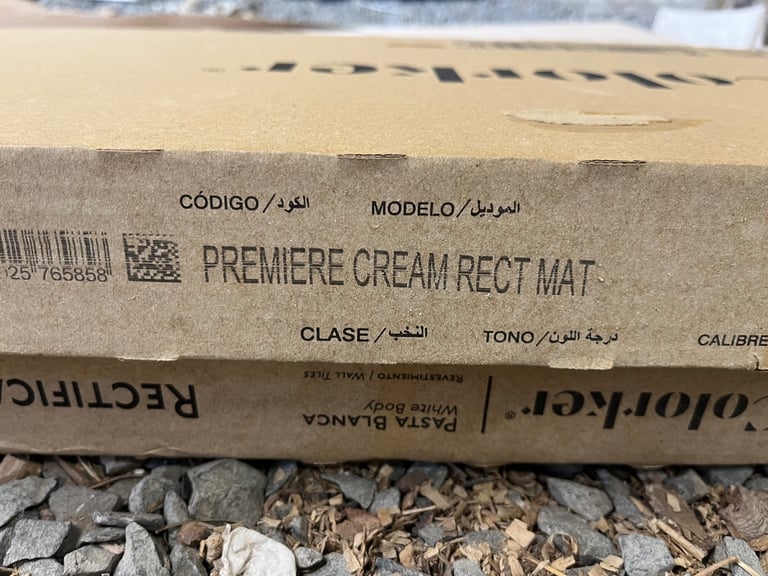 Colorker®
CÓDIGO/الكود MODELO/الموديل
25"765858"
PREMIERE CREAM RECT MAT
CLASE/النخب TONO/درجة اللون CALIBRE
Colorker®
PASTA BLANCA
White Body
REVESTIMIENTO | WALL TILES
RECTIFICA